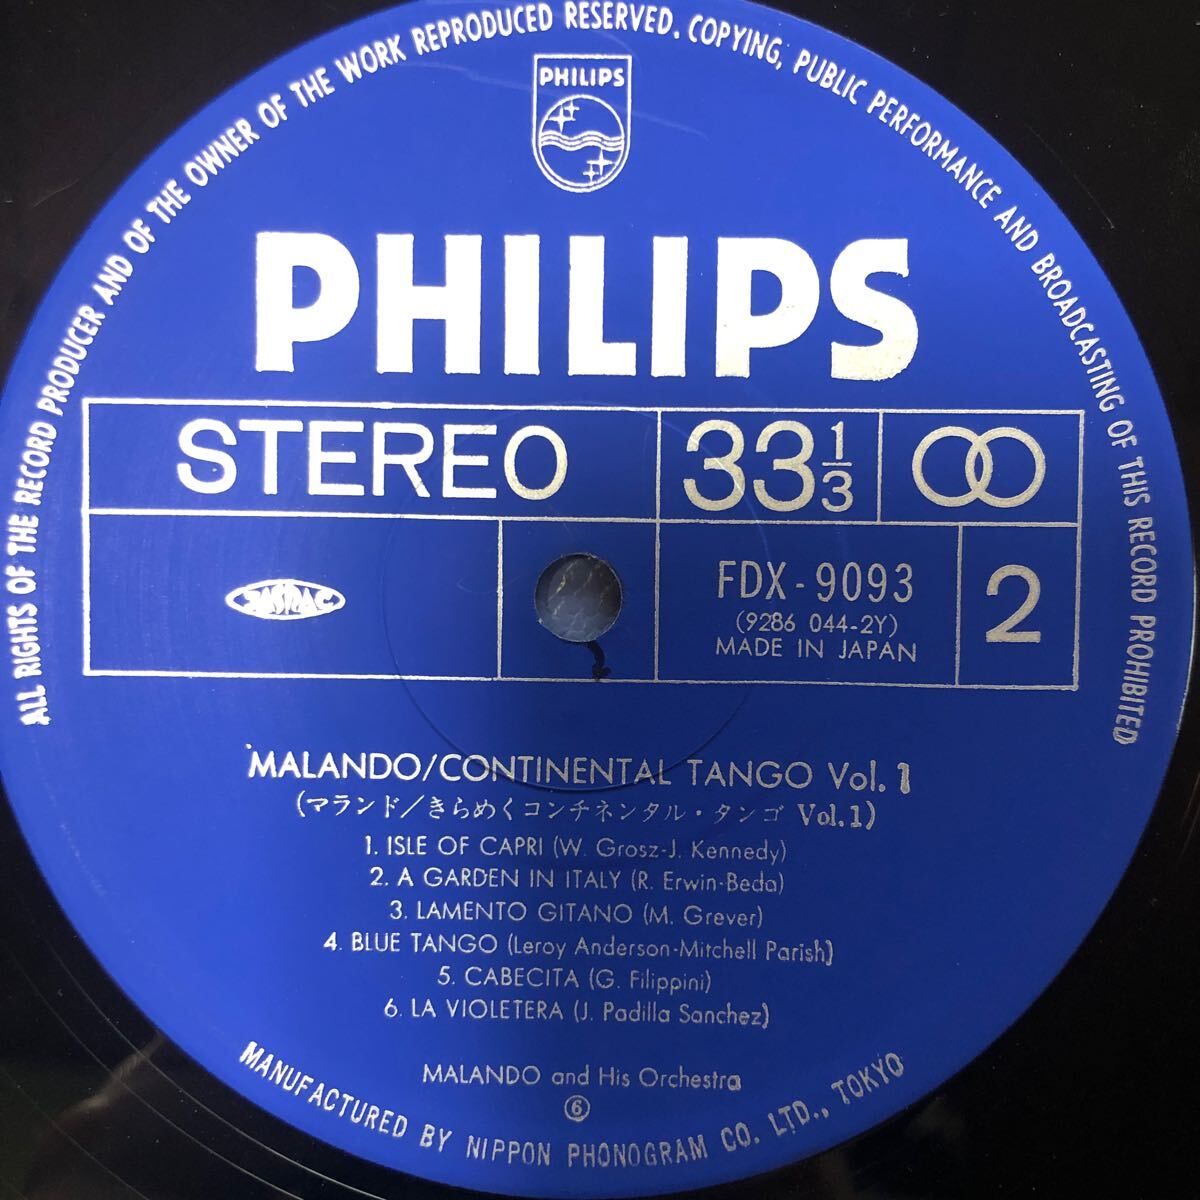 ALL RIGHTS OF THE RECORD PRODUCER AND OF THE OWNER OF THE WORK REPRODUCED RESERVED. COPYING, PUBLIC PERFORMANCE AND BROADCASTING OF THIS RECORD PROHIBITED
PHILIPS
PHILIPS
STEREO 33 1/3
JASRAC
FDX-9093 2
(9286 044-2Y)
MADE IN JAPAN
MALANDO/CONTINENTAL TANGO Vol. 1
(マランド/きらめくコンチネンタル・タンゴ Vol.1)
1. ISLE OF CAPRI (W. Grosz-J. Kennedy)
2. A GARDEN IN ITALY (R. Erwin-Beda)
3. LAMENTO GITANO (M. Grever)
4. BLUE TANGO (Leroy Anderson-Mitchell Parish)
5. CABECITA (G. Filippini)
6. LA VIOLETERA (J. Padilla Sanchez)
MALANDO and His Orchestra
⑥
MANUFACTURED BY NIPPON PHONOGRAM CO. LTD., TOKYO